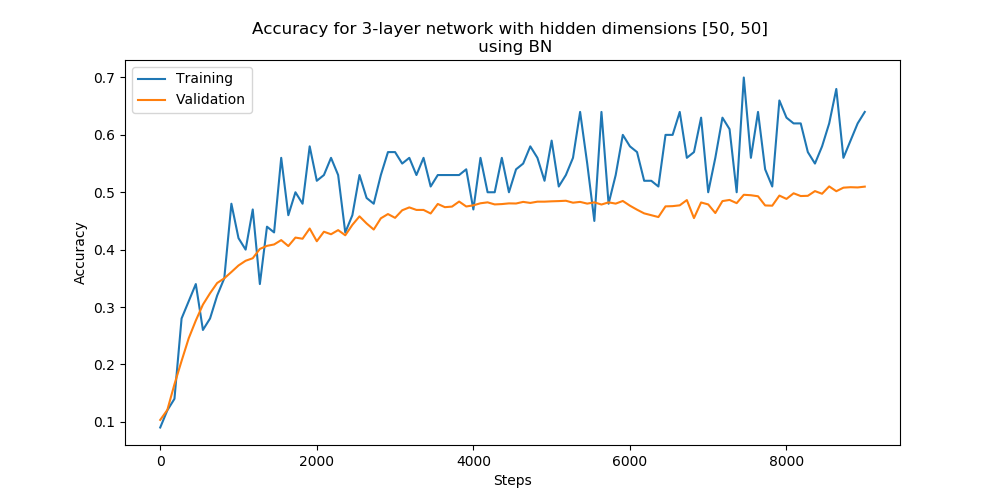 Accuracy for 3-layer network with hidden dimensions [50, 50]
using BN
Training
Validation
0.7
0.6
0.5
0.4
0.3
0.2
0.1
Accuracy
0 2000 4000 6000 8000
Steps